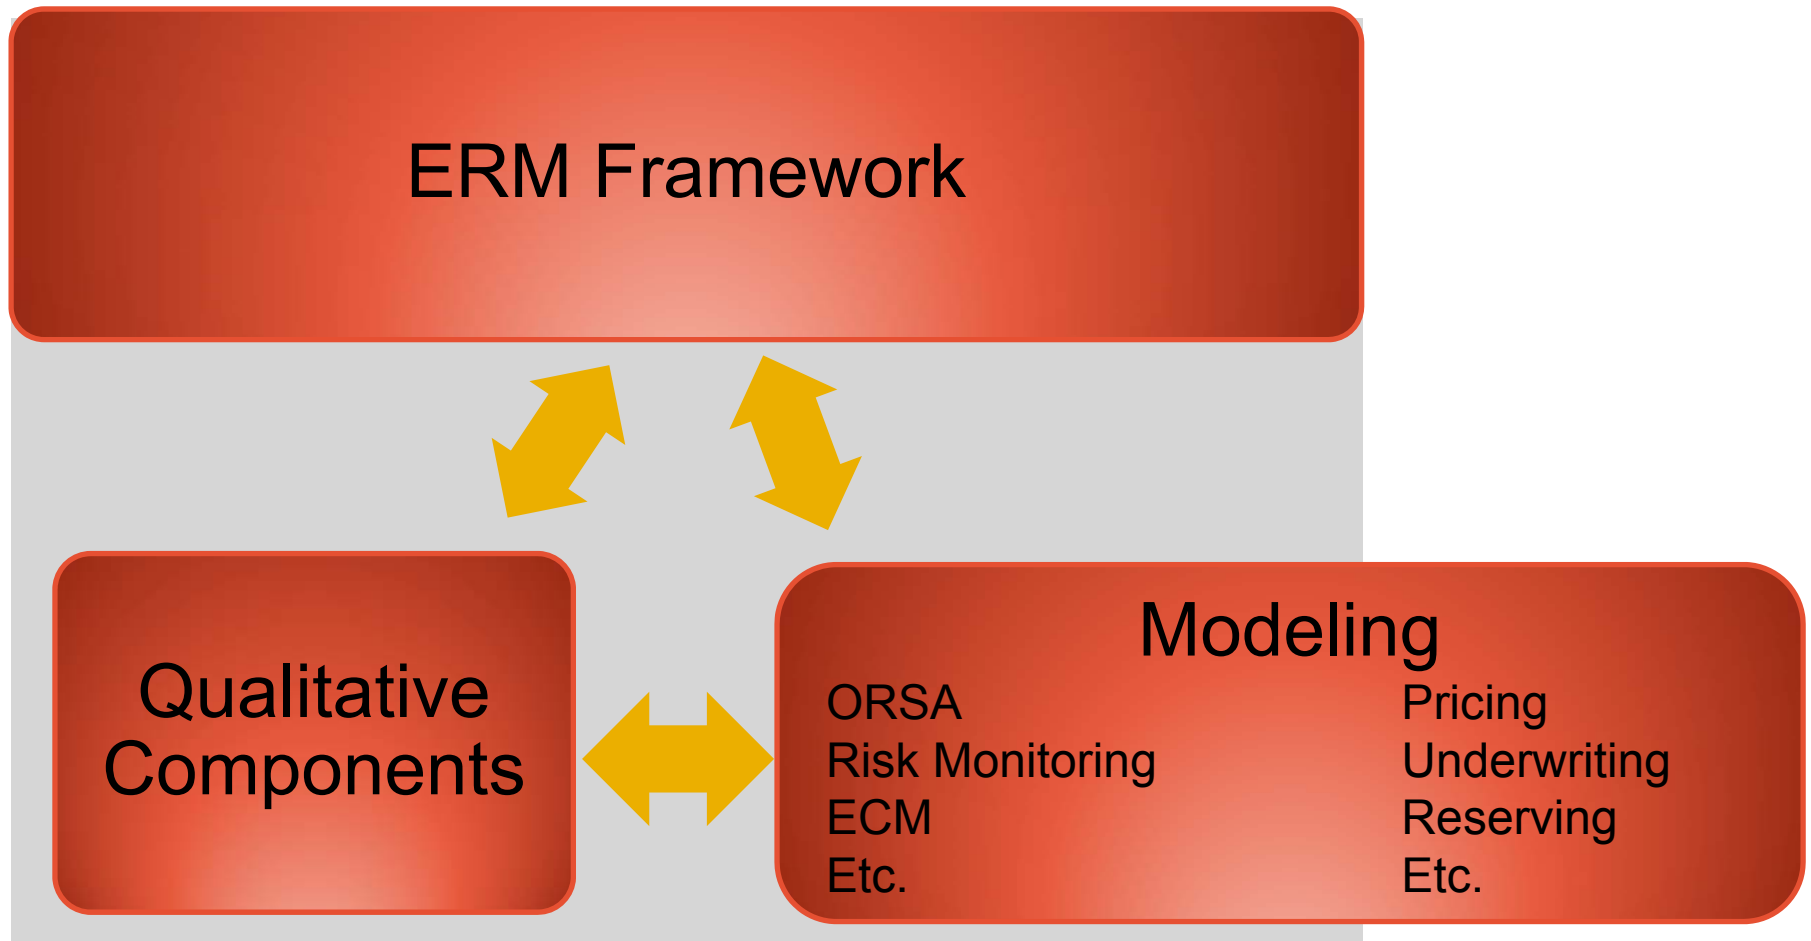 ERM Framework
Qualitative
Components
Modeling
ORSA
Risk Monitoring
ECM
Etc.
Pricing
Underwriting
Reserving
Etc.